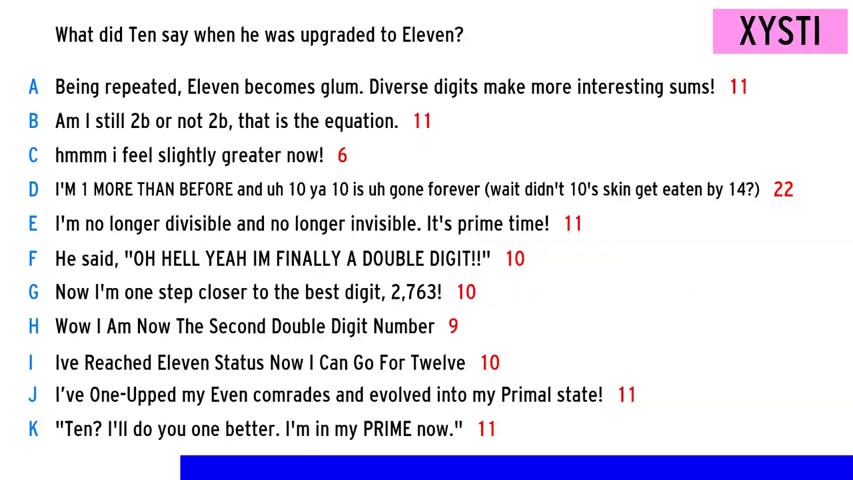 What did Ten say when he was upgraded to Eleven?
XYSTI
A Being repeated, Eleven becomes glum. Diverse digits make more interesting sums! 11
B Am I still 2b or not 2b, that is the equation. 11
C hmmm i feel slightly greater now! 6
D I'M 1 MORE THAN BEFORE and uh 10 ya 10 is uh gone forever (wait didn't 10's skin get eaten by 14?) 22
E I'm no longer divisible and no longer invisible. It's prime time! 11
F He said, "OH HELL YEAH IM FINALLY A DOUBLE DIGIT!!" 10
G Now I'm one step closer to the best digit, 2,763! 10
H Wow I Am Now The Second Double Digit Number 9
I Ive Reached Eleven Status Now I Can Go For Twelve 10
J I’ve One-Upped my Even comrades and evolved into my Primal state! 11
K "Ten? I'll do you one better. I'm in my PRIME now." 11